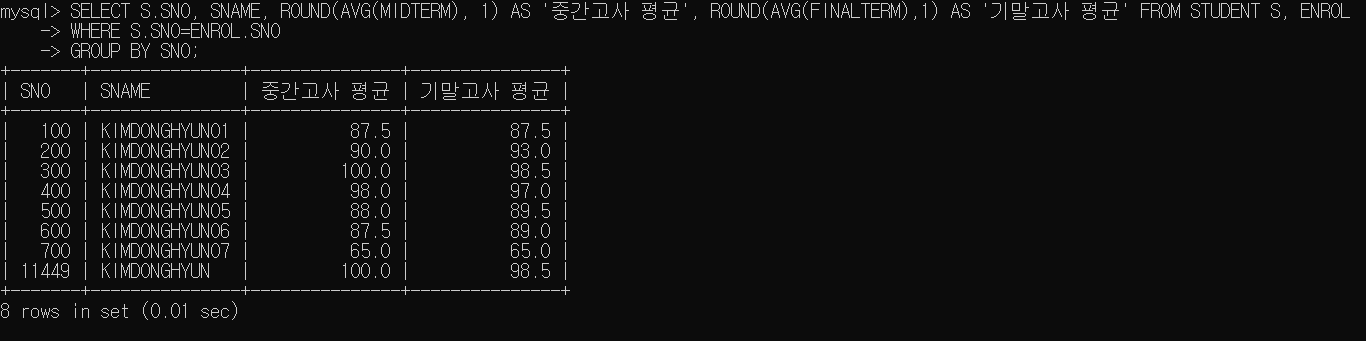 mysql> SELECT S.SNO, SNAME, ROUND(AVG(MIDTERM), 1) AS '중간고사 평균', ROUND(AVG(FINALTERM),1) AS '기말고사 평균' FROM STUDENT S, ENROL
    -> WHERE S.SNO=ENROL.SNO
    -> GROUP BY SNO;
+-------+---------------+---------------+---------------+
| SNO   | SNAME         | 중간고사 평균 | 기말고사 평균 |
+-------+---------------+---------------+---------------+
|   100 | KIMDONGHYUN01 |          87.5 |          87.5 |
|   200 | KIMDONGHYUN02 |          90.0 |          93.0 |
|   300 | KIMDONGHYUN03 |         100.0 |          98.5 |
|   400 | KIMDONGHYUN04 |          98.0 |          97.0 |
|   500 | KIMDONGHYUN05 |          88.0 |          89.5 |
|   600 | KIMDONGHYUN06 |          87.5 |          89.0 |
|   700 | KIMDONGHYUN07 |          65.0 |          65.0 |
| 11449 | KIMDONGHYUN   |         100.0 |          98.5 |
+-------+---------------+---------------+---------------+
8 rows in set (0.01 sec)